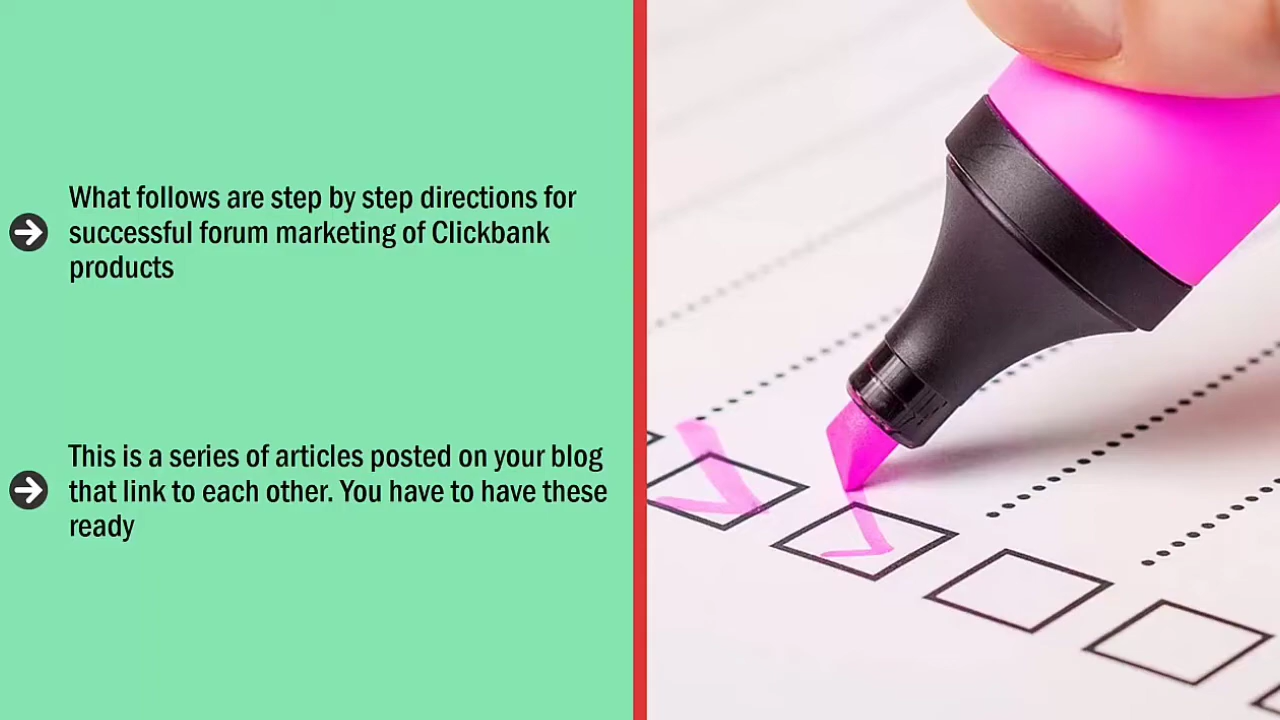 What follows are step by step directions for
successful forum marketing of Clickbank
products
This is a series of articles posted on your blog
that link to each other. You have to have these
ready